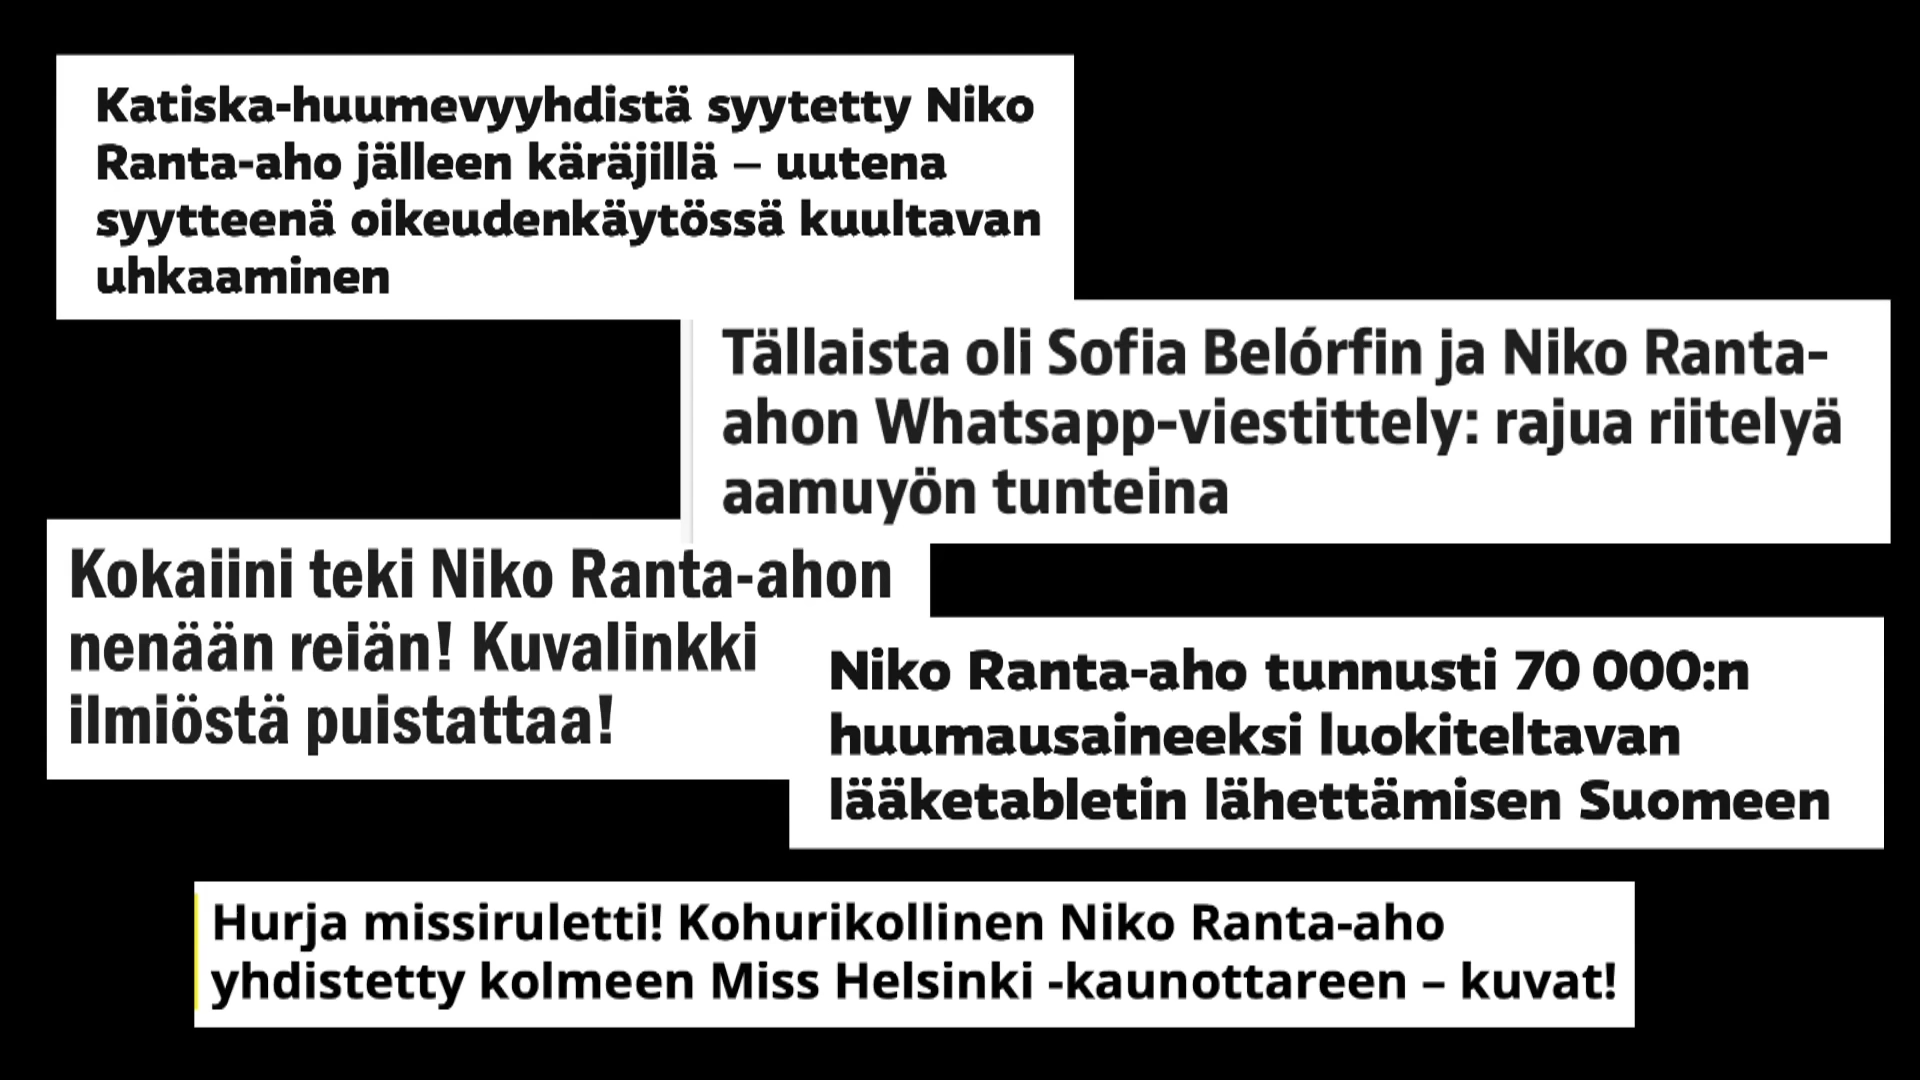 Katiska-huumevyyhdistä syytetty Niko
Ranta-aho jälleen käräjillä – uutena
syytteenä oikeudenkäytössä kuultavan
uhkaaminen
Tällaista oli Sofia Belórfin ja Niko Ranta-
ahon Whatsapp-viestittely: rajua riitelyä
aamuyön tunteina
Kokaiini teki Niko Ranta-ahon
nenään reiän! Kuvalinkki
ilmiöstä puistattaa!
Niko Ranta-aho tunnusti 70 000:n
huumausaineeksi luokiteltavan
lääketabletin lähettämisen Suomeen
Hurja missiruletti! Kohurikollinen Niko Ranta-aho
yhdistetty kolmeen Miss Helsinki -kaunottareen – kuvat!